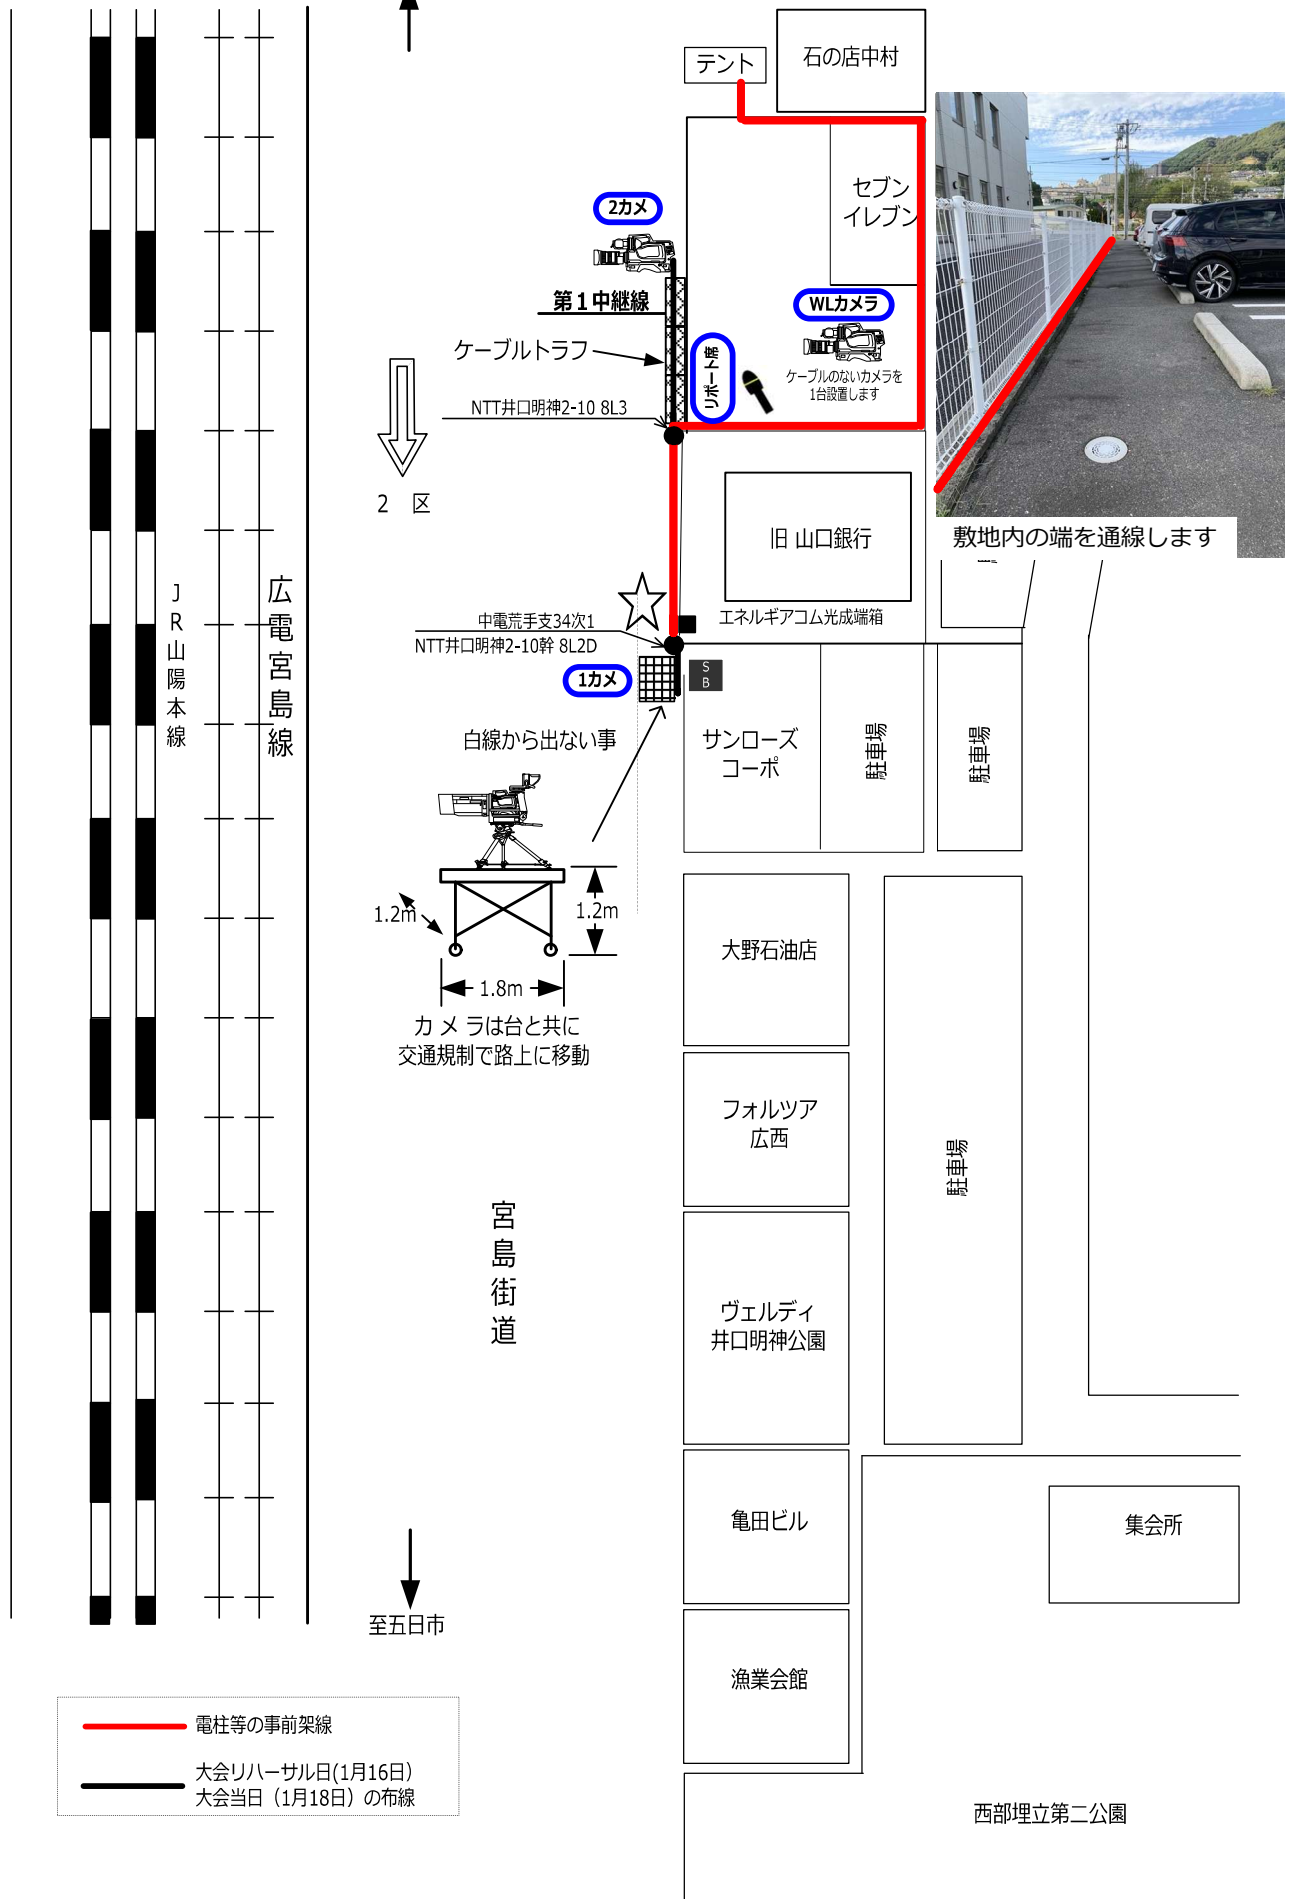 テント
石の店中村
セブン
イレブン
2カメ
第1中継線
WLカメラ
ケーブルトラフ
リポート席
ケーブルのないカメラを
1台設置します
NTT井口明神2-10 8L3
2 区
旧 山口銀行
敷地内の端を通線します
JR山陽本線
広電宮島線
中電荒手支34次1
エネルギアコム光成端箱
NTT井口明神2-10幹 8L2D
1カメ
S
B
白線から出ない事
サンローズ
コーポ
駐車場
駐車場
1.2m
1.2m
1.8m
カメラは台と共に
交通規制で路上に移動
大野石油店
フォルツア
広西
駐車場
宮島街道
ヴェルディ
井口明神公園
亀田ビル
集会所
至五日市
漁業会館
電柱等の事前架線
大会リハーサル日(1月16日)
大会当日（1月18日）の布線
西部埋立第二公園